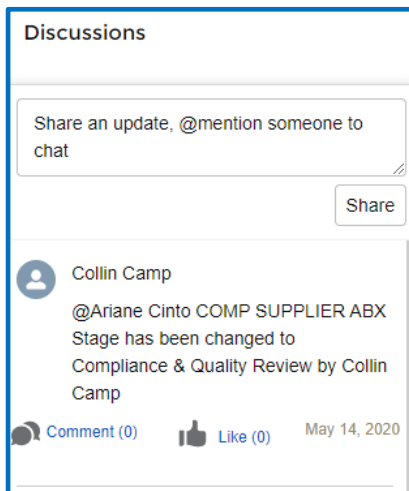 Discussions
Share an update, @mention someone to
chat
Share
Collin Camp
@Ariane Cinto COMP SUPPLIER ABX
Stage has been changed to
Compliance & Quality Review by Collin
Camp
Comment (0) Like (0) May 14, 2020